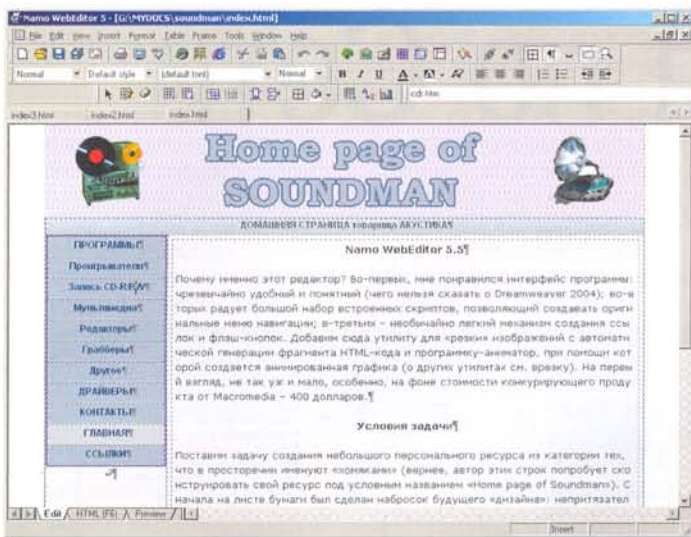 Namo WebEditor 5 - [G:\MYDOCS\soundman\index.html]
File Edit View Insert Format Table Frame Tools Window Help
Normal Default style (default font) Normal B I U
cdr.htm
index3.html index2.html index.html
Home page of
SOUNDMAN
ДОМАШНЯЯ СТРАНИЦА товарища АКУСТИКА¶
ПРОГРАММЫ¶
Проигрыватели¶
Запись CD-R/RW¶
Мультимедиа¶
Редакторы¶
Грабберы¶
Другое¶
ДРАЙВЕРЫ¶
КОНТАКТЫ¶
ГЛАВНАЯ¶
ССЫЛКИ¶
Namo WebEditor 5.5¶
Почему именно этот редактор? Во-первых, мне понравился интерфейс программы:
чрезвычайно удобный и понятный (чего нельзя сказать о Dreamweaver 2004); во-в
торых радует большой набор встроенных скриптов, позволяющий создавать ориги
нальные меню навигации; в-третьих – необычайно легкий механизм создания ссы
лок и флэш-кнопок. Добавим сюда утилиту для «резки» изображений с автомати
ческой генерации фрагмента HTML-кода и программку-аниматор, при помощи кот
орой создается анимированная графика (о других утилитах см. врезку). На первы
й взгляд, не так уж и мало, особенно, на фоне стоимости конкурирующего проду
кта от Macromedia – 400 долларов.¶
Условия задачи¶
Поставим задачу создания небольшого персонального ресурса из категории тех,
что в просторечии именуют «хомяками» (вернее, автор этих строк попробует ско
нструировать свой ресурс под условным названием «Home page of Soundman»). С
начала на листе бумаги был сделан набросок будущего «дизайна»: непритязател
Edit HTML (F6) Preview
Insert